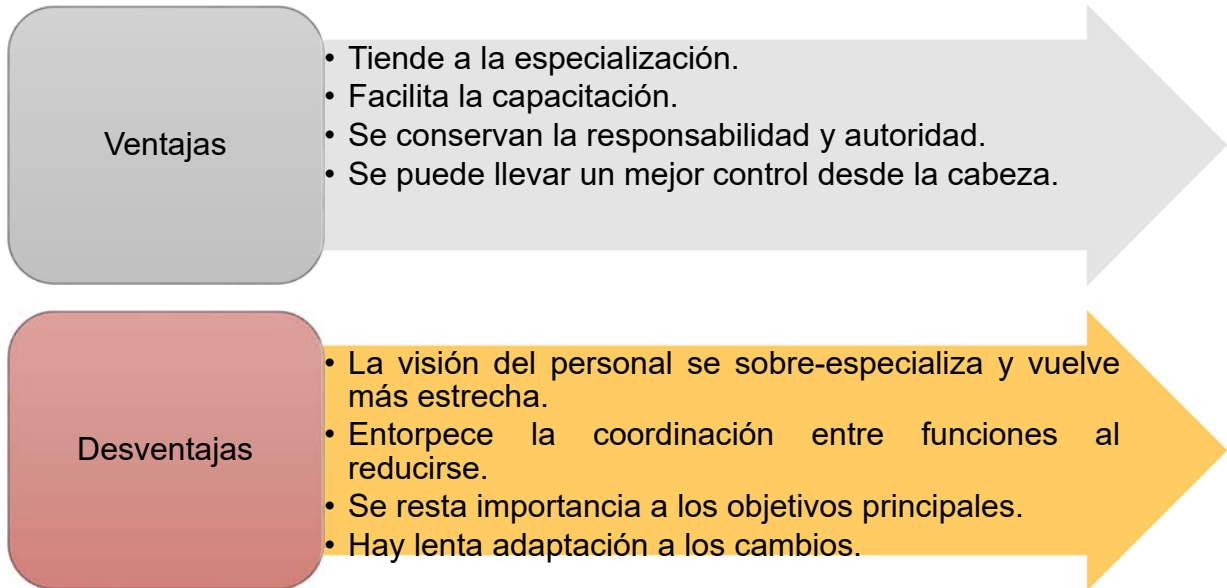 Ventajas
• Tiende a la especialización.
• Facilita la capacitación.
• Se conservan la responsabilidad y autoridad.
• Se puede llevar un mejor control desde la cabeza.
Desventajas
• La visión del personal se sobre-especializa y vuelve
más estrecha.
• Entorpece la coordinación entre funciones al
reducirse.
• Se resta importancia a los objetivos principales.
• Hay lenta adaptación a los cambios.